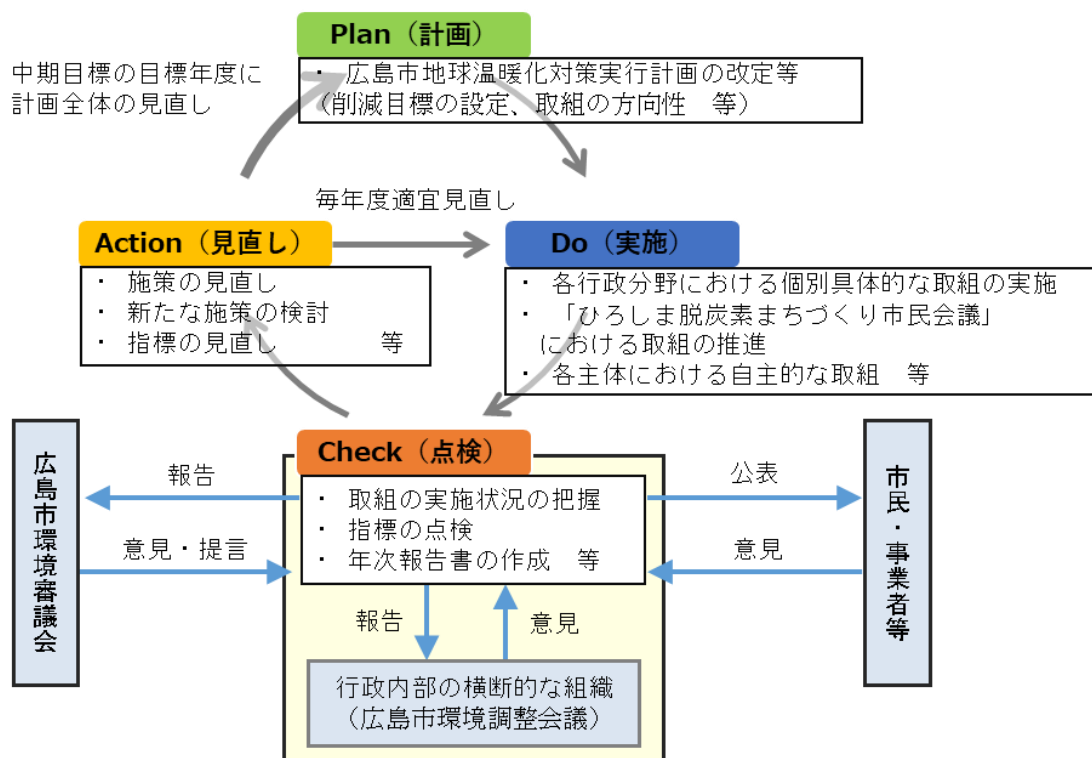 Plan（計画）
中期目標の目標年度に
計画全体の見直し
・ 広島市地球温暖化対策実行計画の改定等
（削減目標の設定、取組の方向性　等）
毎年度適宜見直し
Action（見直し）
・ 施策の見直し
・ 新たな施策の検討
・ 指標の見直し　　　　等
Do（実施）
・ 各行政分野における個別具体的な取組の実施
・ 「ひろしま脱炭素まちづくり市民会議」
における取組の推進
・ 各主体における自主的な取組　等
Check（点検）
・ 取組の実施状況の把握
・ 指標の点検
・ 年次報告書の作成　等
広島市環境審議会
報告
意見・提言
公表
意見
市民・事業者等
報告
意見
行政内部の横断的な組織
（広島市環境調整会議）